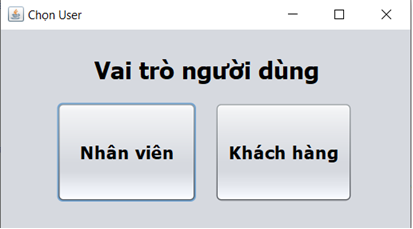 Chọn User
Vai trò người dùng
Nhân viên
Khách hàng